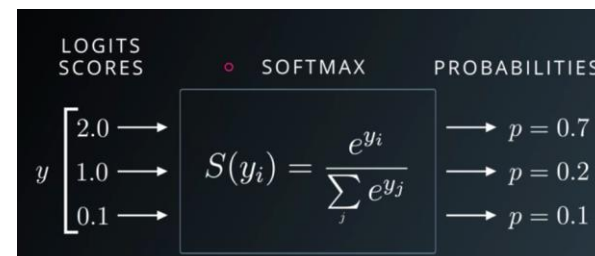 LOGITS
SCORES
SOFTMAX
PROBABILITIES
y
2.0
1.0
0.1
S(y_i) = \frac{e^{y_i}}{\sum_j e^{y_j}}
p = 0.7
p = 0.2
p = 0.1